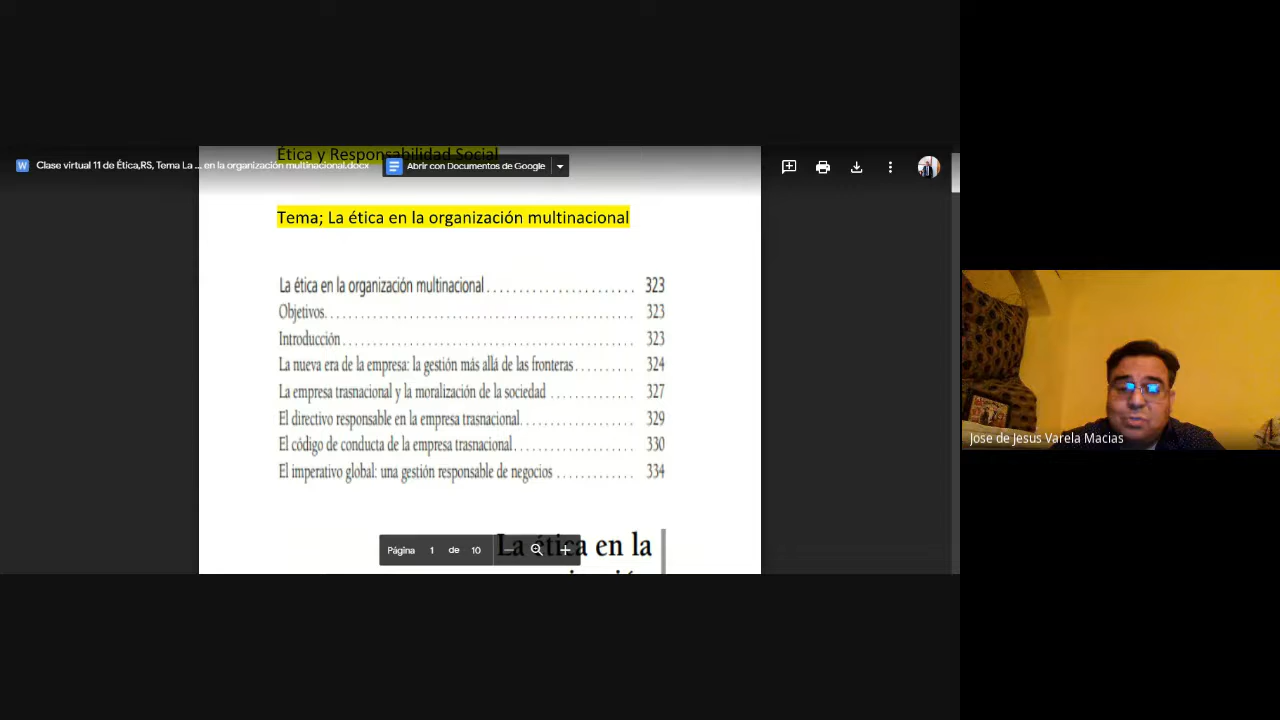 Ética y Responsabilidad Social
Clase virtual 11 de Ética,RS, Tema La ... en la organización multinacional.docx
Abrir con Documentos de Google
Tema; La ética en la organización multinacional
La ética en la organización multinacional . . . . . . . . . . . . . . . . . . . . . . . 323
Objetivos. . . . . . . . . . . . . . . . . . . . . . . . . . . . . . . . . . . . . . . . . . . . . . . 323
Introducción . . . . . . . . . . . . . . . . . . . . . . . . . . . . . . . . . . . . . . . . . . . . 323
La nueva era de la empresa: la gestión más allá de las fronteras . . . . . . . . . 324
La empresa trasnacional y la moralización de la sociedad . . . . . . . . . . . . . 327
El directivo responsable en la empresa trasnacional. . . . . . . . . . . . . . . . . . 329
El código de conducta de la empresa trasnacional. . . . . . . . . . . . . . . . . . . 330
El imperativo global: una gestión responsable de negocios . . . . . . . . . . . . 334
La ética en la
Página 1 de 10
Jose de Jesus Varela Macias